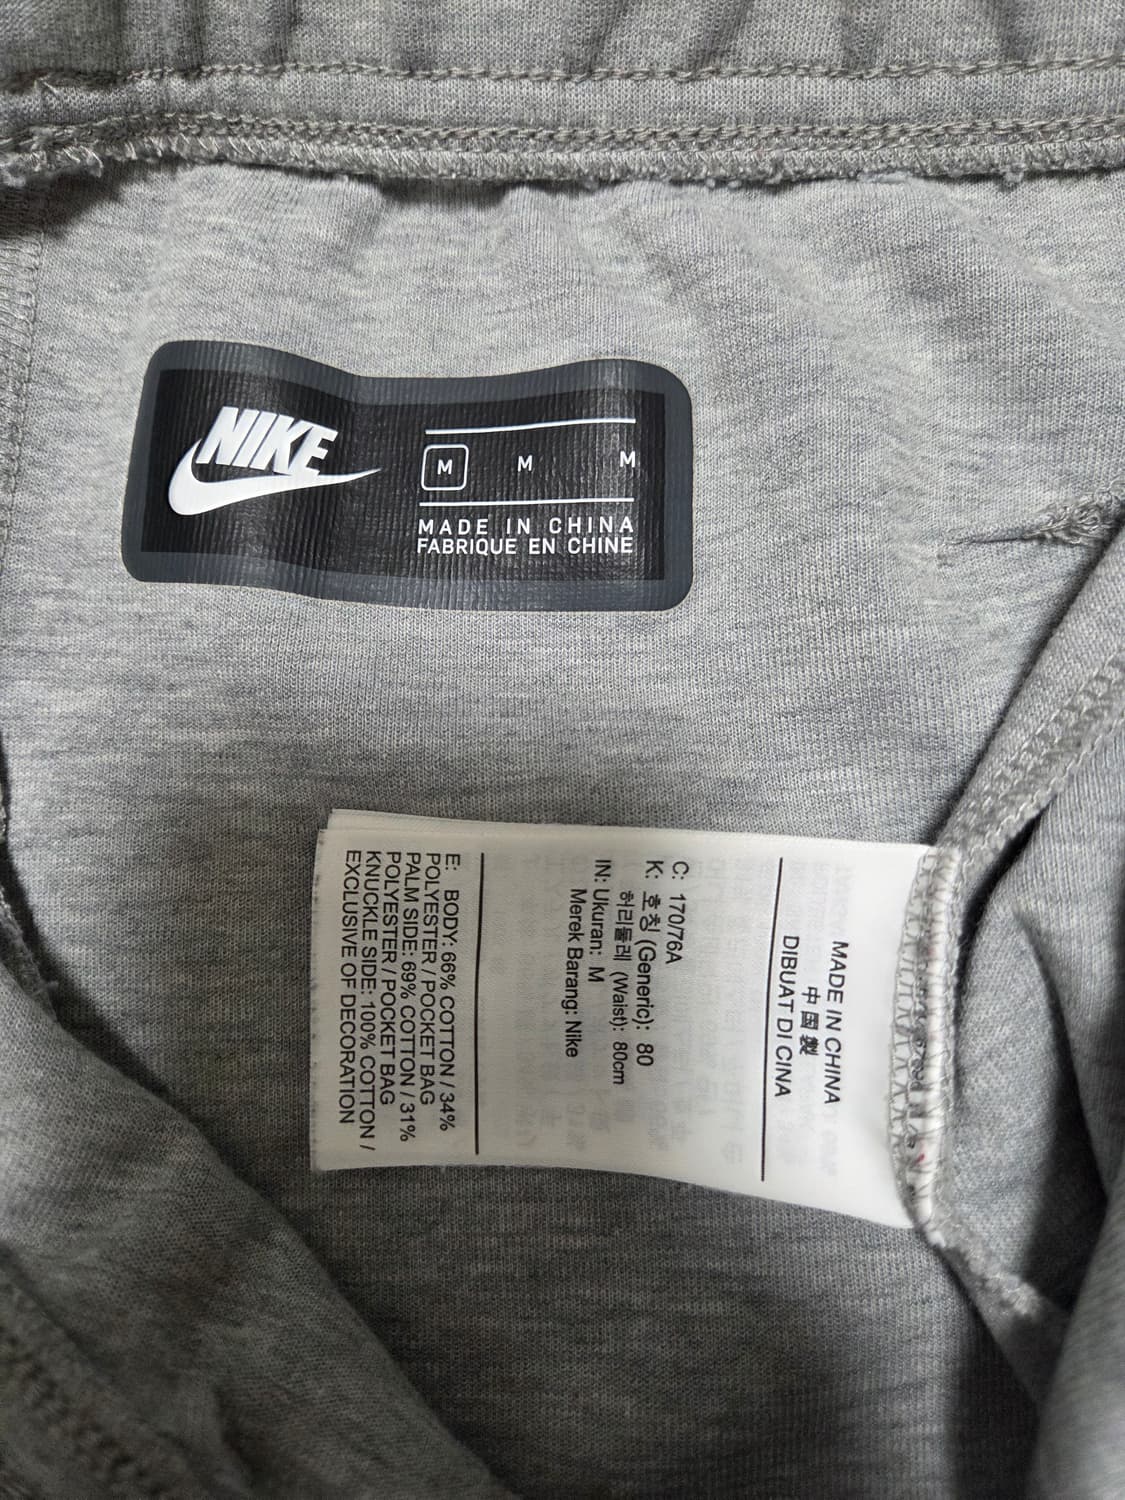 NIKE
M M M
MADE IN CHINA
FABRIQUE EN CHINE
MADE IN CHINA
中国製
DIBUAT DI CINA
C: 170/76A
K: 호칭 (Generic): 80
허리둘레 (Waist): 80cm
IN: Ukuran: M
Merek Barang: Nike
E: BODY: 66% COTTON / 34%
POLYESTER / POCKET BAG
PALM SIDE: 69% COTTON / 31%
POLYESTER / POCKET BAG
KNUCKLE SIDE: 100% COTTON /
EXCLUSIVE OF DECORATION